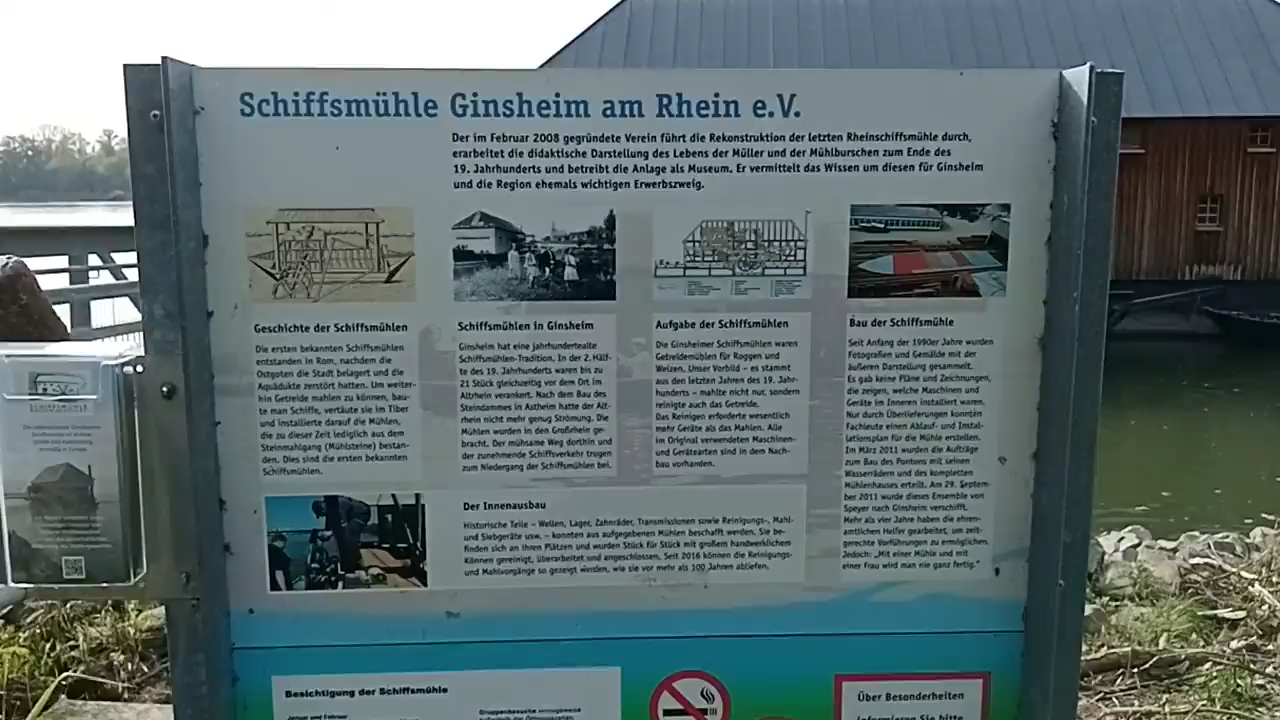 Schiffsmühle Ginsheim am Rhein e.V.
Der im Februar 2008 gegründete Verein führt die Rekonstruktion der letzten Rheinschiffsmühle durch,
erarbeitet die didaktische Darstellung des Lebens der Müller und der Mühlburschen zum Ende des
19. Jahrhunderts und betreibt die Anlage als Museum. Er vermittelt das Wissen um diesen für Ginsheim
und die Region ehemals wichtigen Erwerbszweig.
Geschichte der Schiffsmühlen
Die ersten bekannten Schiffsmühlen
entstanden in Rom, nachdem die
Ostgoten die Stadt belagert und die
Aquädukte zerstört hatten. Um weiter-
hin Getreide mahlen zu können, bau-
te man Schiffe, vertäute sie im Tiber
und installierte darauf die Mühlen,
die zu dieser Zeit lediglich aus dem
Steinmahlgang (Mühlsteine) bestan-
den. Dies sind die ersten bekannten
Schiffsmühlen.
Schiffsmühlen in Ginsheim
Ginsheim hat eine jahrhundertealte
Schiffsmühlen-Tradition. In der 2. Hälf-
te des 19. Jahrhunderts waren bis zu
21 Stück gleichzeitig vor dem Ort im
Altrhein verankert. Nach dem Bau des
Steindammes in Astheim hatte der Alt-
rhein nicht mehr genug Strömung. Die
Mühlen wurden in den Großrhein ge-
bracht. Der mühsame Weg dorthin und
der zunehmende Schiffsverkehr trugen
zum Niedergang der Schiffsmühlen bei.
Aufgabe der Schiffsmühlen
Die Ginsheimer Schiffsmühlen waren
Getreidemühlen für Roggen und
Weizen. Unser Vorbild – es stammt
aus den letzten Jahren des 19. Jahr-
hunderts – mahlte nicht nur, sondern
reinigte auch das Getreide.
Das Reinigen erforderte wesentlich
mehr Geräte als das Mahlen. Alle
im Original verwendeten Maschinen-
und Gerätearten sind in dem Nach-
bau vorhanden.
Bau der Schiffsmühle
Seit Anfang der 1990er Jahre wurden
Fotografien und Gemälde mit der
äußeren Darstellung gesammelt.
Es gab keine Pläne und Zeichnungen,
die zeigen, welche Maschinen und
Geräte im Inneren installiert waren.
Nur durch Überlieferungen konnten
Fachleute einen Ablauf- und Instal-
lationsplan für die Mühle erstellen.
Im März 2011 wurden die Aufträge
zum Bau des Pontons mit seinen
Wasserrädern und des kompletten
Mühlenhauses erteilt. Am 29. Septem-
ber 2011 wurde dieses Ensemble von
Speyer nach Ginsheim verschifft.
Mehr als vier Jahre haben die ehren-
amtlichen Helfer gearbeitet, um zeit-
gerechte Vorführungen zu ermöglichen.
Jedoch: „Mit einer Mühle und mit
einer Frau wird man nie ganz fertig.“
Der Innenausbau
Historische Teile – Wellen, Lager, Zahnräder, Transmissionen sowie Reinigungs-, Mahl-
und Siebgeräte usw. – konnten aus aufgegebenen Mühlen beschafft werden. Sie be-
finden sich an ihren Plätzen und wurden Stück für Stück mit großem handwerklichem
Können gereinigt, überarbeitet und angeschlossen. Seit 2016 können die Reinigungs-
und Mahlvorgänge so gezeigt werden, wie sie vor mehr als 100 Jahren abliefen.
Besichtigung der Schiffsmühle
Januar und Februar
Über Besonderheiten
informieren Sie bitte
SCHIFFSMÜHLE